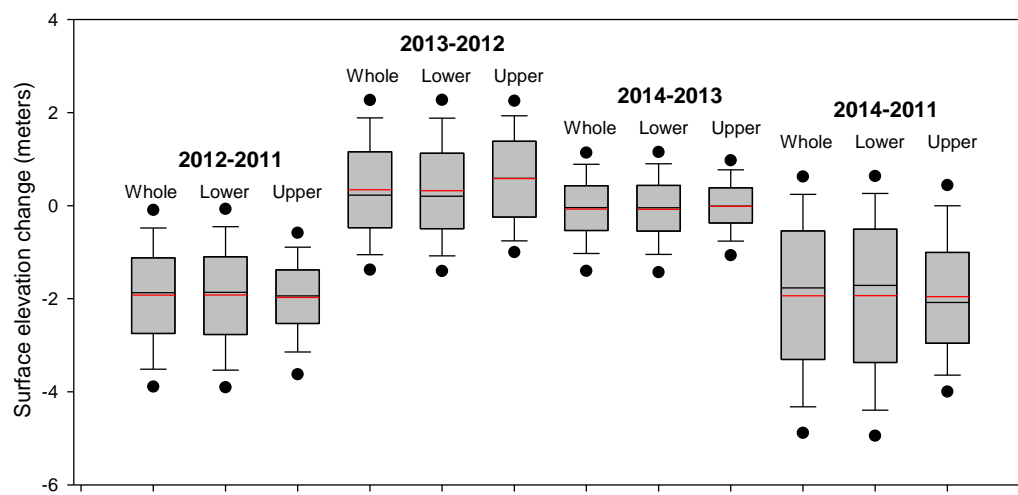 4
2013-2012
Whole Lower Upper
2014-2013
2014-2011
2
Whole Lower Upper
Whole Lower Upper
2012-2011
Whole Lower Upper
0
-2
-4
-6
Surface elevation change (meters)